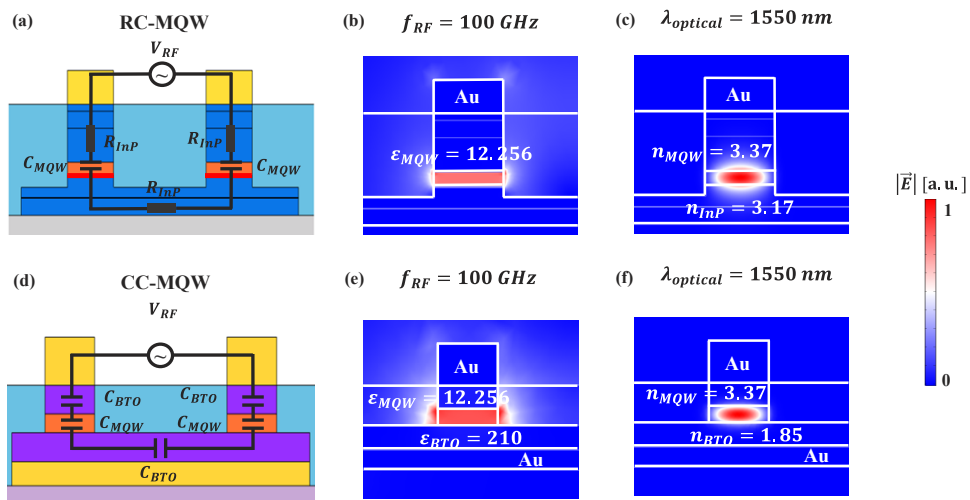 (a)
RC-MQW
V_RF
~
R_InP
R_InP
C_MQW
C_MQW
R_InP
(b)
f_RF = 100 GHz
Au
ε_MQW = 12.256
(c)
λ_optical = 1550 nm
Au
n_MQW = 3.37
n_InP = 3.17
|E⃗| [a.u.]
1
0
(d)
CC-MQW
V_RF
~
C_BTO
C_BTO
C_MQW
C_MQW
C_BTO
(e)
f_RF = 100 GHz
Au
ε_MQW = 12.256
ε_BTO = 210
Au
(f)
λ_optical = 1550 nm
Au
n_MQW = 3.37
n_BTO = 1.85
Au